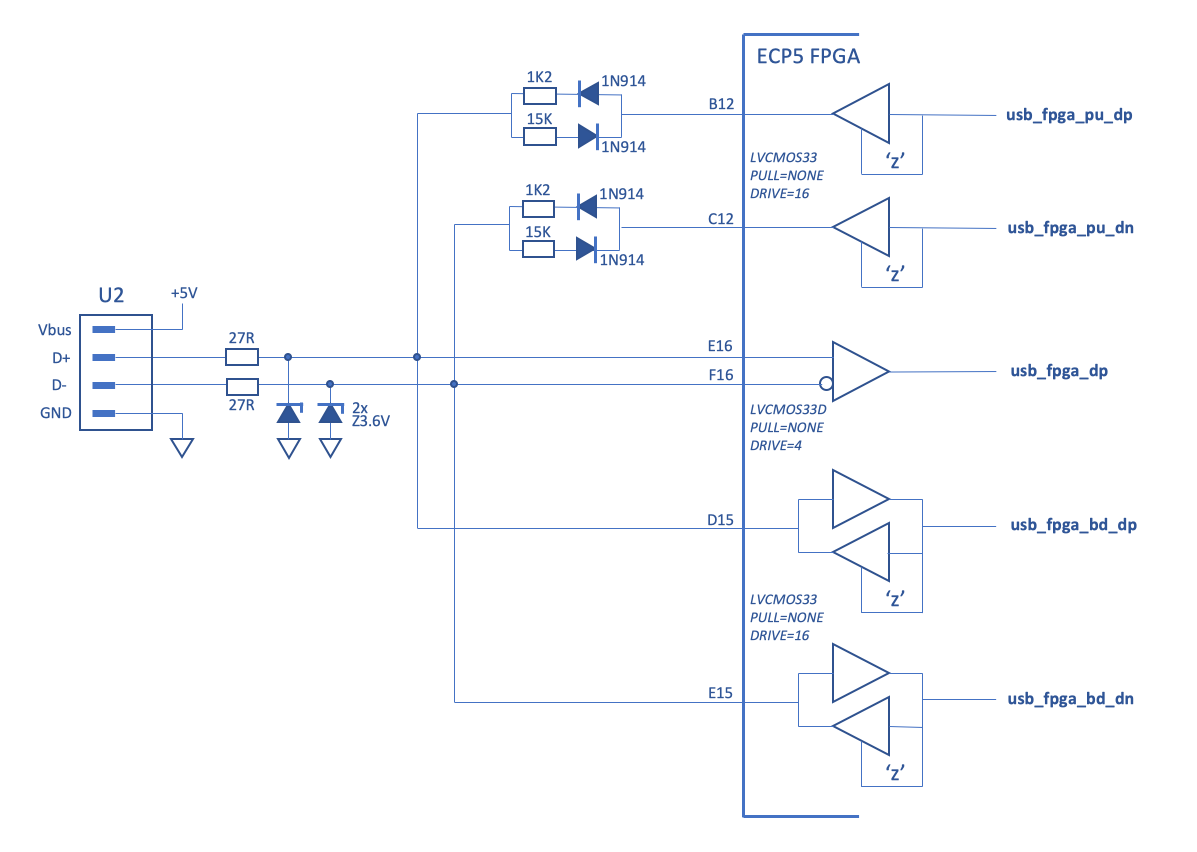 ECP5 FPGA
1K2
1N914
15K
1N914
B12
usb_fpga_pu_dp
LVCMOS33
PULL=NONE
DRIVE=16
'z'
1K2
1N914
15K
1N914
C12
usb_fpga_pu_dn
'z'
U2
+5V
Vbus
D+
D-
GND
27R
27R
2x
Z3.6V
E16
F16
usb_fpga_dp
LVCMOS33D
PULL=NONE
DRIVE=4
D15
usb_fpga_bd_dp
'z'
LVCMOS33
PULL=NONE
DRIVE=16
E15
usb_fpga_bd_dn
'z'